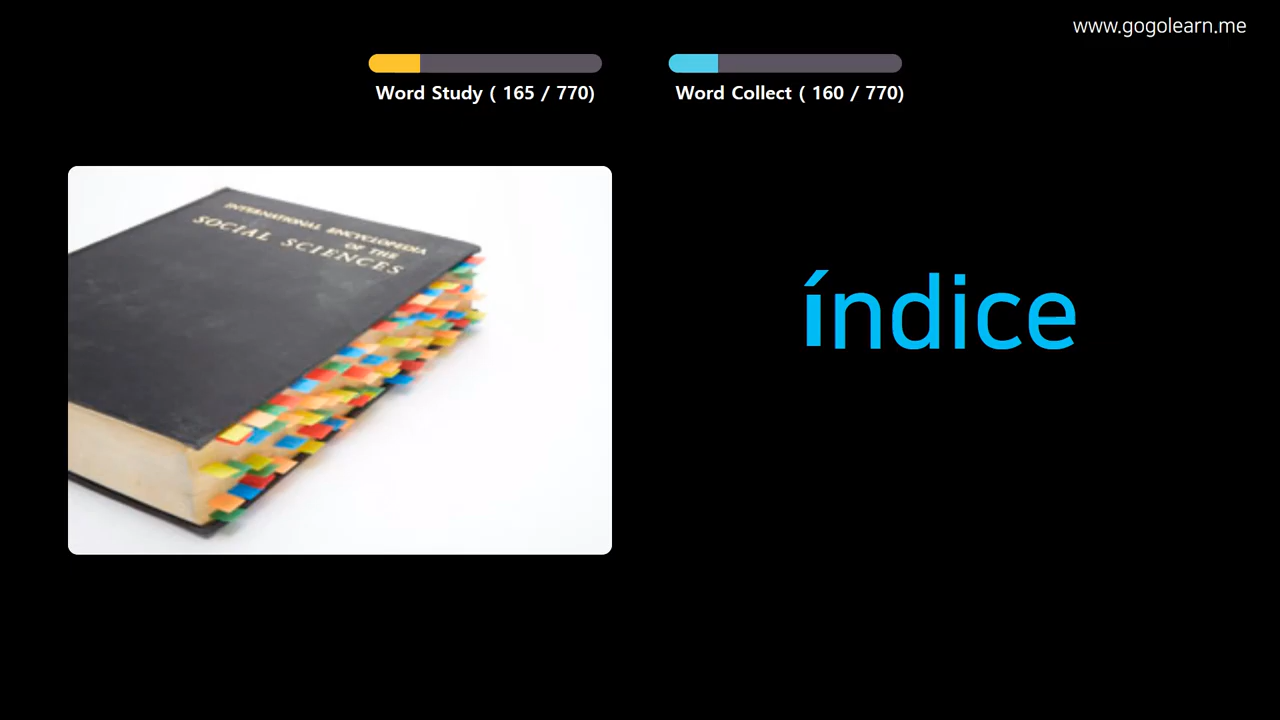 www.gogolearn.me
Word Study ( 165 / 770)
Word Collect ( 160 / 770)
INTERNATIONAL ENCYCLOPEDIA
OF THE
SOCIAL SCIENCES
índice